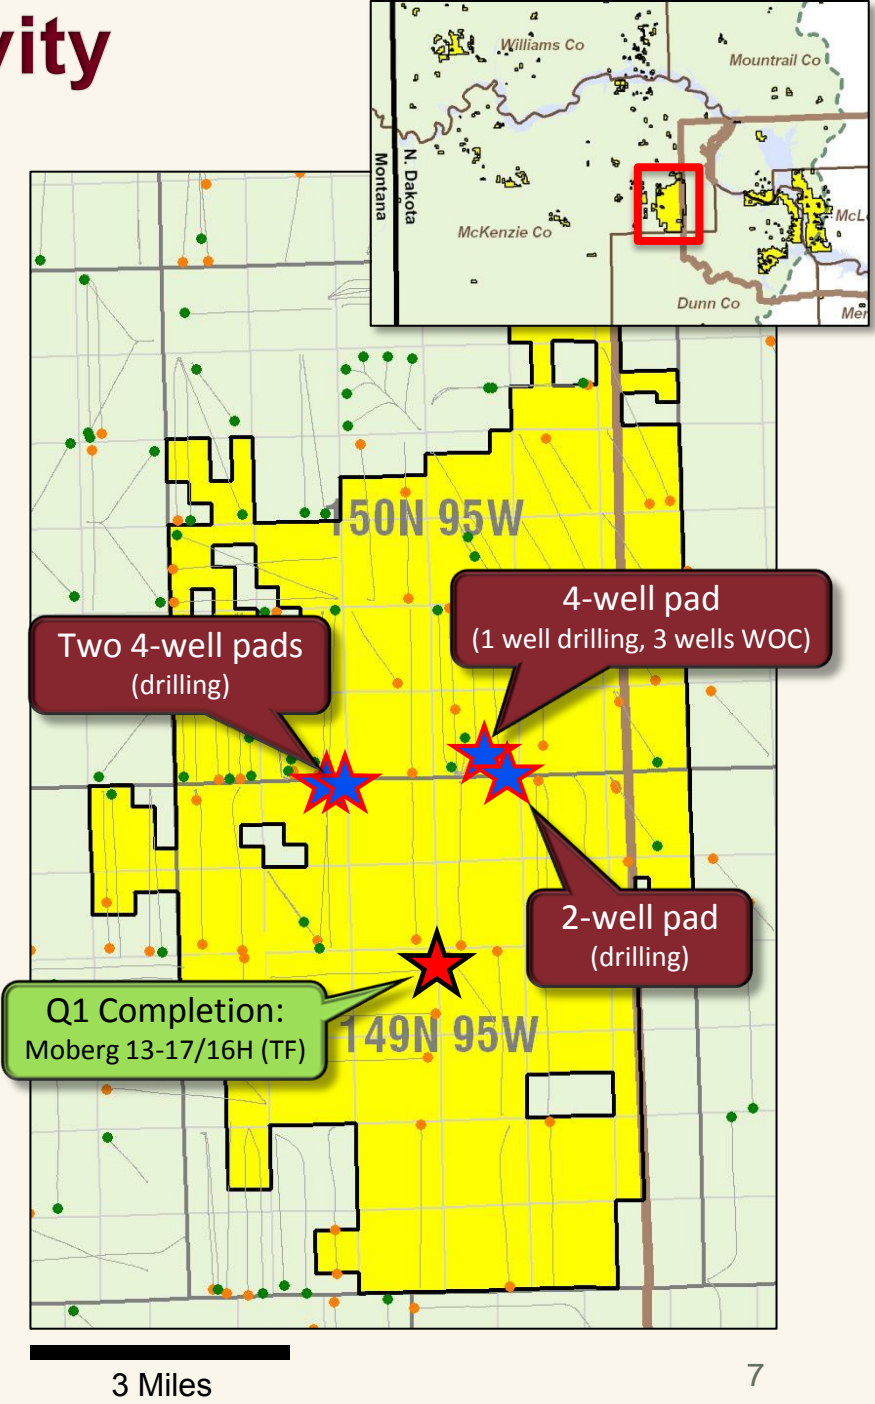 vity
Williams Co
Mountrail Co
Montana
N. Dakota
McKenzie Co
Dunn Co
McL
Mer
150N 95W
4-well pad
(1 well drilling, 3 wells WOC)
Two 4-well pads
(drilling)
2-well pad
(drilling)
Q1 Completion:
Moberg 13-17/16H (TF)
149N 95W
3 Miles
7